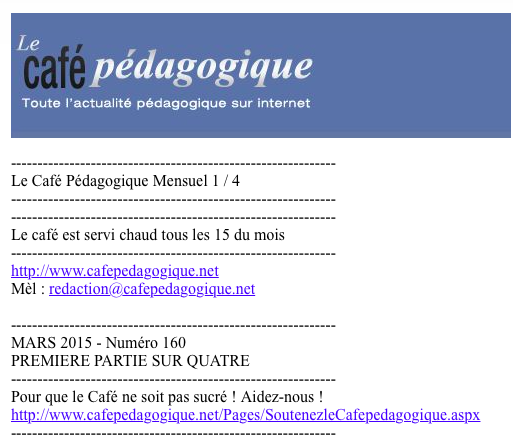 Le
café pédagogique
Toute l'actualité pédagogique sur internet
---------------------------------------------------------------
Le Café Pédagogique Mensuel 1 / 4
---------------------------------------------------------------
---------------------------------------------------------------
Le café est servi chaud tous les 15 du mois
---------------------------------------------------------------
http://www.cafepedagogique.net
Mèl : redaction@cafepedagogique.net
---------------------------------------------------------------
MARS 2015 - Numéro 160
PREMIERE PARTIE SUR QUATRE
---------------------------------------------------------------
Pour que le Café ne soit pas sucré ! Aidez-nous !
http://www.cafepedagogique.net/Pages/SoutenezleCafepedagogique.aspx
---------------------------------------------------------------